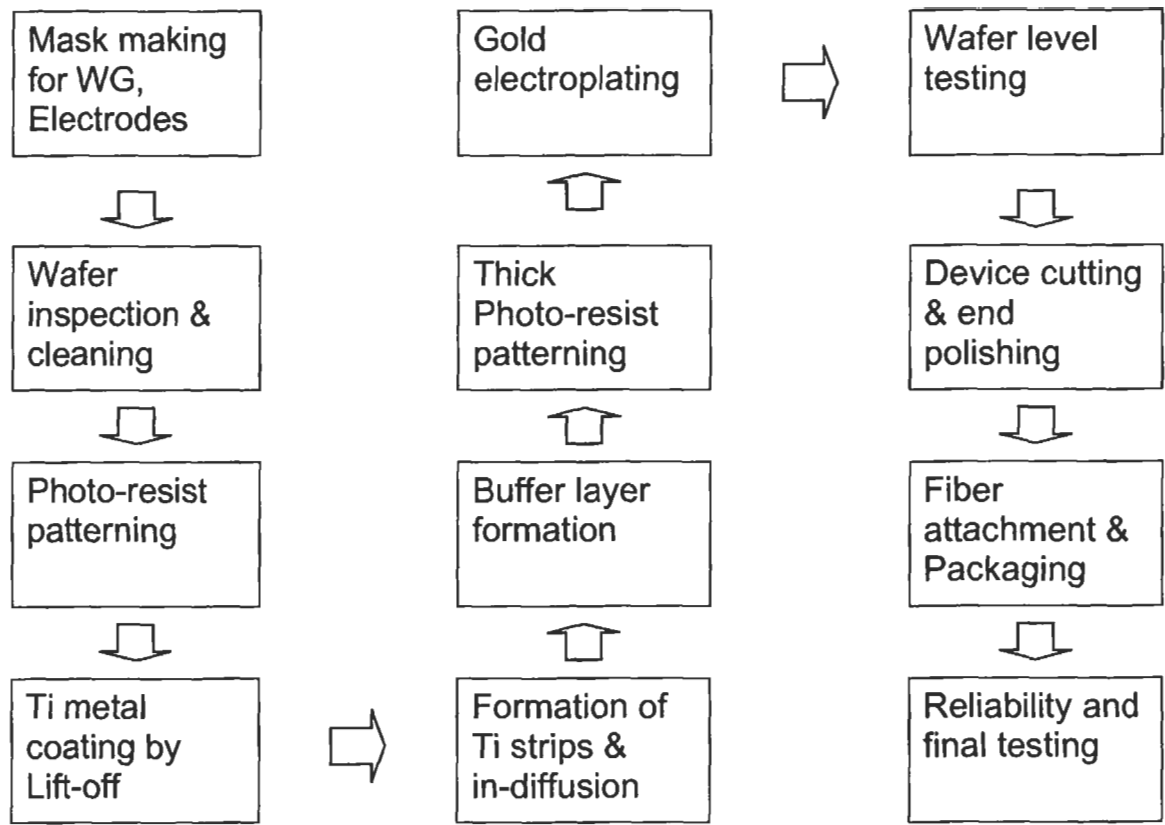 Mask making
for WG,
Electrodes
Wafer
inspection &
cleaning
Photo-resist
patterning
Ti metal
coating by
Lift-off
Formation of
Ti strips &
in-diffusion
Buffer layer
formation
Thick
Photo-resist
patterning
Gold
electroplating
Wafer level
testing
Device cutting
& end
polishing
Fiber
attachment &
Packaging
Reliability and
final testing